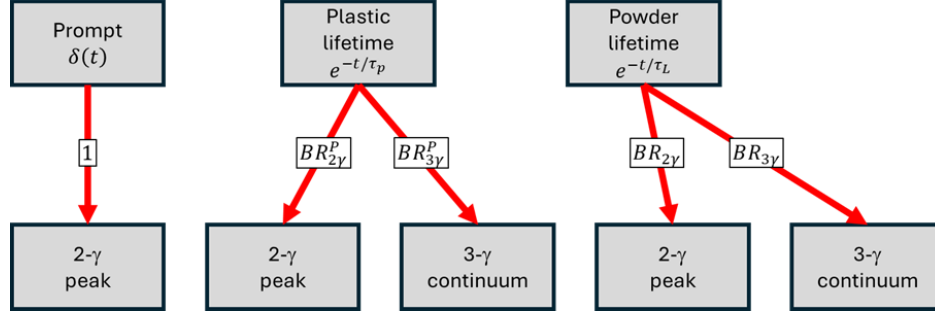 Prompt
δ(t)
Plastic
lifetime
e^{-t/τ_p}
Powder
lifetime
e^{-t/τ_L}
1
BR^P_{2γ}
BR^P_{3γ}
BR_{2γ}
BR_{3γ}
2-γ
peak
2-γ
peak
3-γ
continuum
2-γ
peak
3-γ
continuum